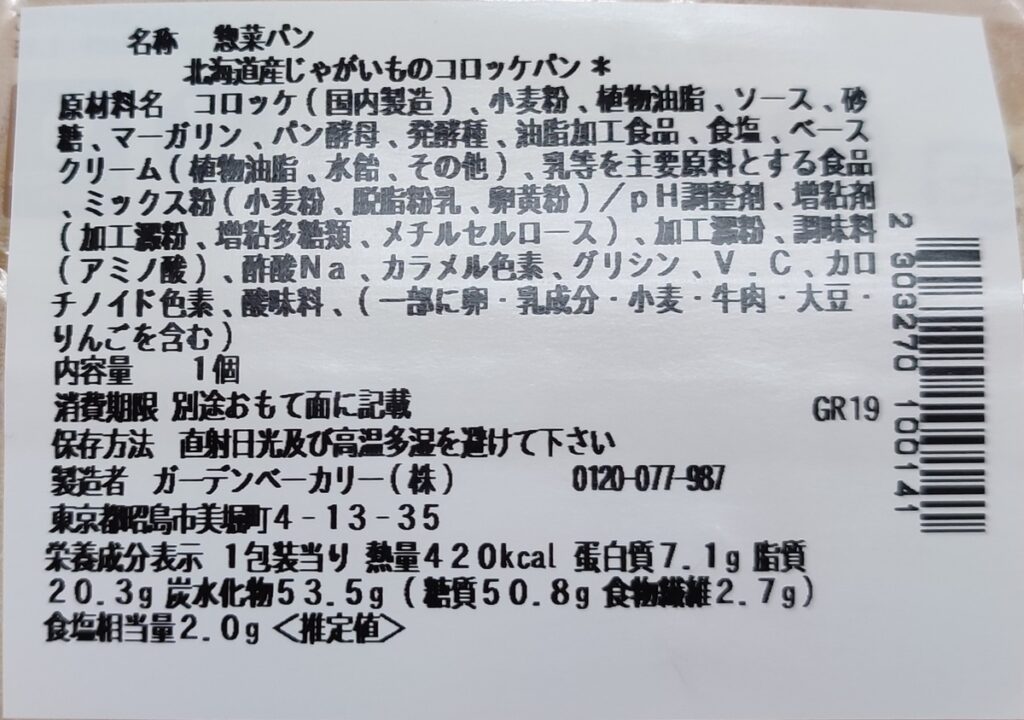 名称 惣菜パン
北海道産じゃがいものコロッケパン＊
原材料名 コロッケ(国内製造)、小麦粉、植物油脂、ソース、砂
糖、マーガリン、パン酵母、発酵種、油脂加工食品、食塩、ベース
クリーム(植物油脂、水飴、その他)、乳等を主要原料とする食品
、ミックス粉(小麦粉、脱脂粉乳、卵黄粉)/pH調整剤、増粘剤
(加工澱粉、増粘多糖類、メチルセルロース)、加工澱粉、調味料
(アミノ酸)、酢酸Na、カラメル色素、グリシン、V.C、カロ
チノイド色素、酸味料、(一部に卵・乳成分・小麦・牛肉・大豆・
りんごを含む)
内容量 1個
消費期限 別途おもて面に記載
GR19
保存方法 直射日光及び高温多湿を避けて下さい
製造者 ガーデンベーカリー(株) 0120-077-987
東京都昭島市美堀町4-13-35
栄養成分表示 1包装当り 熱量420kcal 蛋白質7.1g 脂質
20.3g 炭水化物53.5g (糖質50.8g 食物繊維2.7g)
食塩相当量2.0g <推定値>
2 303270 100141